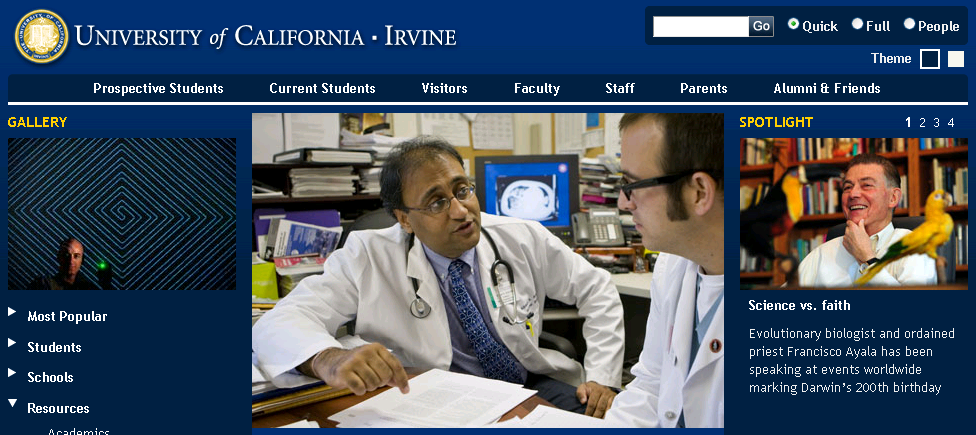 UNIVERSITY of CALIFORNIA · IRVINE
Go
Quick
Full
People
Theme
Prospective Students
Current Students
Visitors
Faculty
Staff
Parents
Alumni & Friends
GALLERY
Most Popular
Students
Schools
Resources
Academics
SPOTLIGHT
1 2 3 4
Science vs. faith
Evolutionary biologist and ordained
priest Francisco Ayala has been
speaking at events worldwide
marking Darwin's 200th birthday